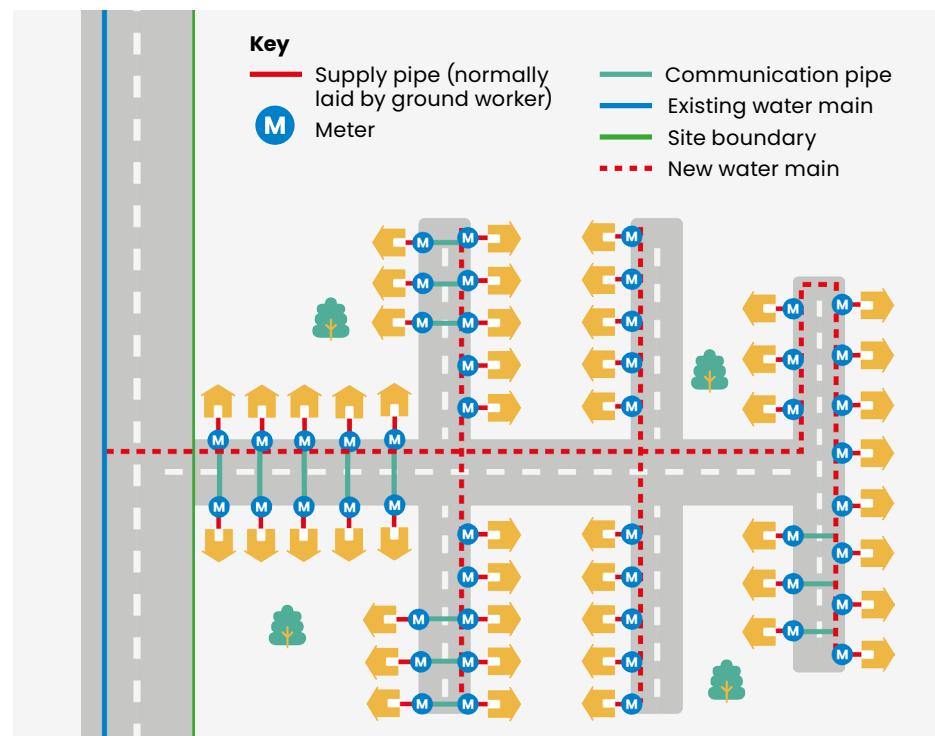 Key
Supply pipe (normally
laid by ground worker)
M Meter
Communication pipe
Existing water main
Site boundary
New water main
M M M
M M M
M M
M M M
M M M M
M M M M
M M M M M M
M M M M M M
M M M M
M M M M
M M M M
M M M M
M M M